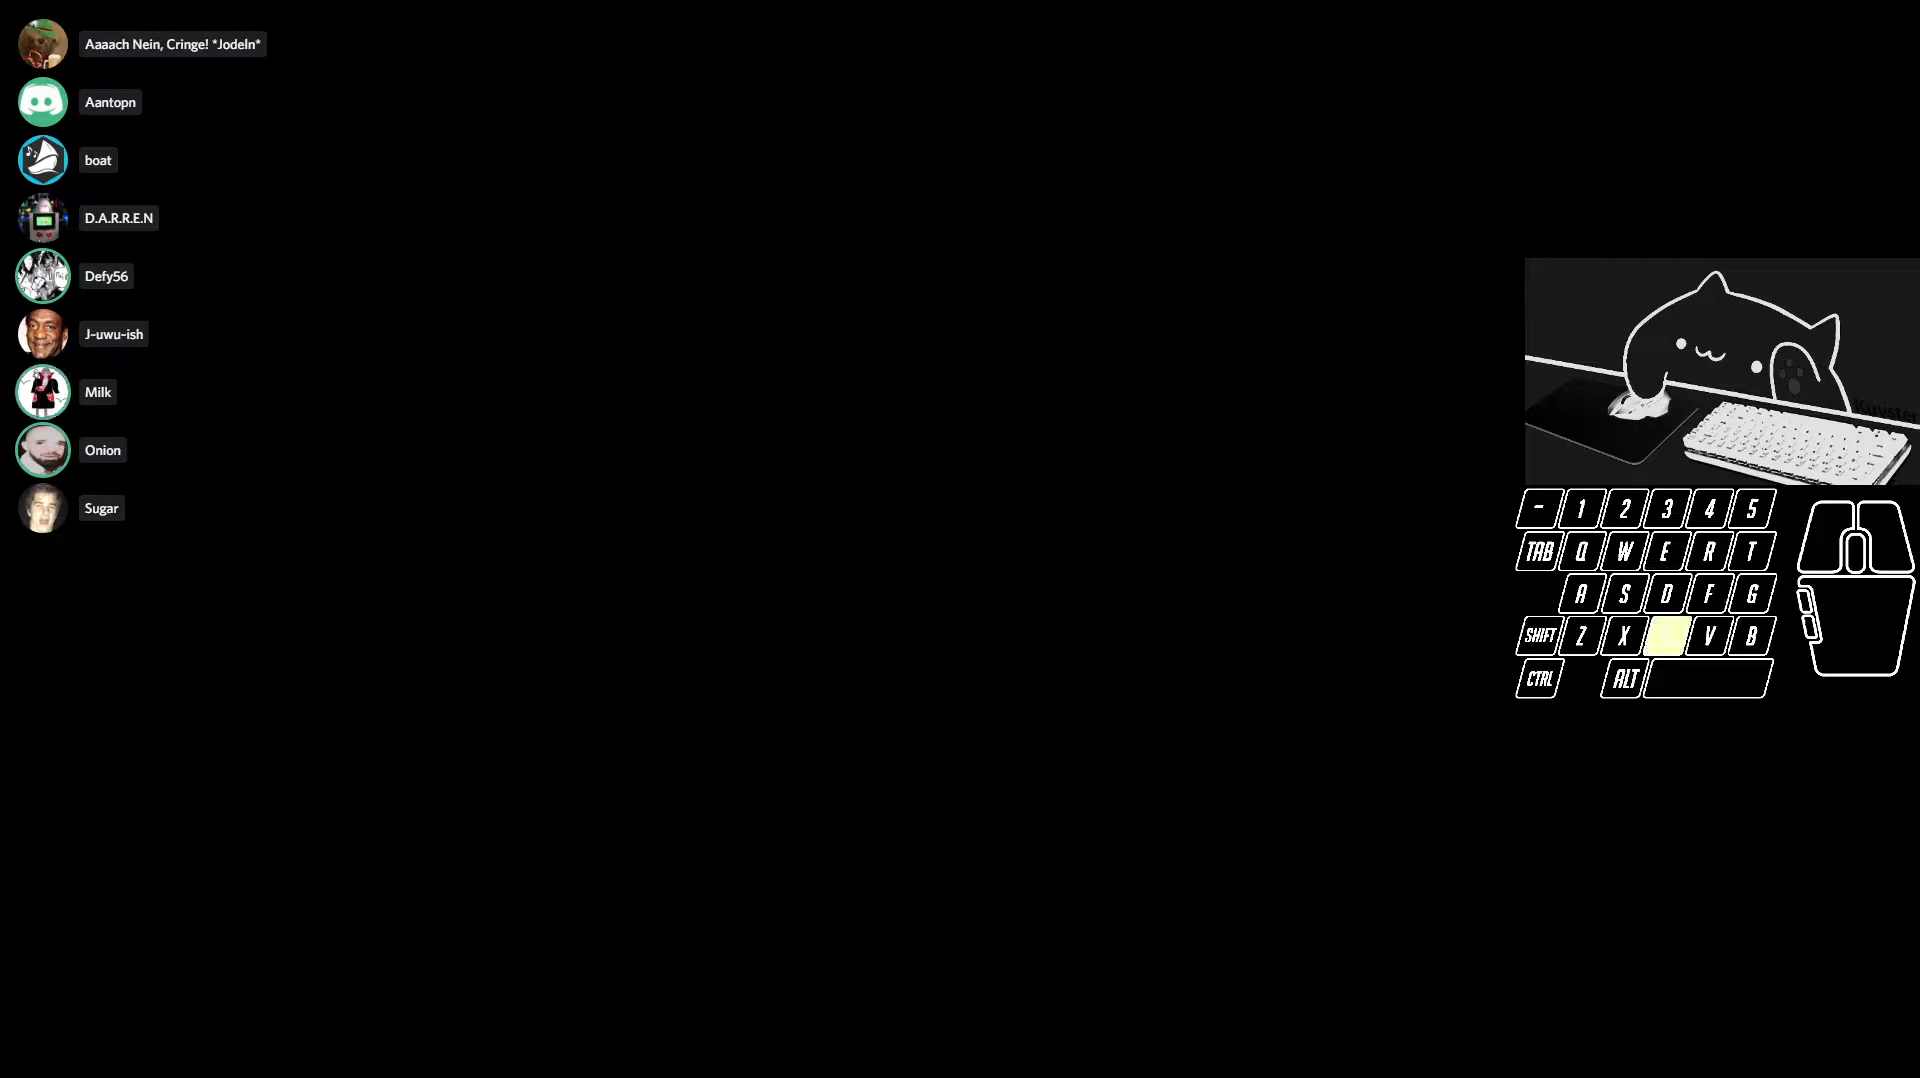 Aaaach Nein, Cringe! *Jodeln*
Aantopn
boat
D.A.R.R.E.N
Defy56
J-uwu-ish
Milk
Onion
Sugar
~ 1 2 3 4 5
TAB Q W E R T
A S D F G
SHIFT Z X V B
CTRL ALT